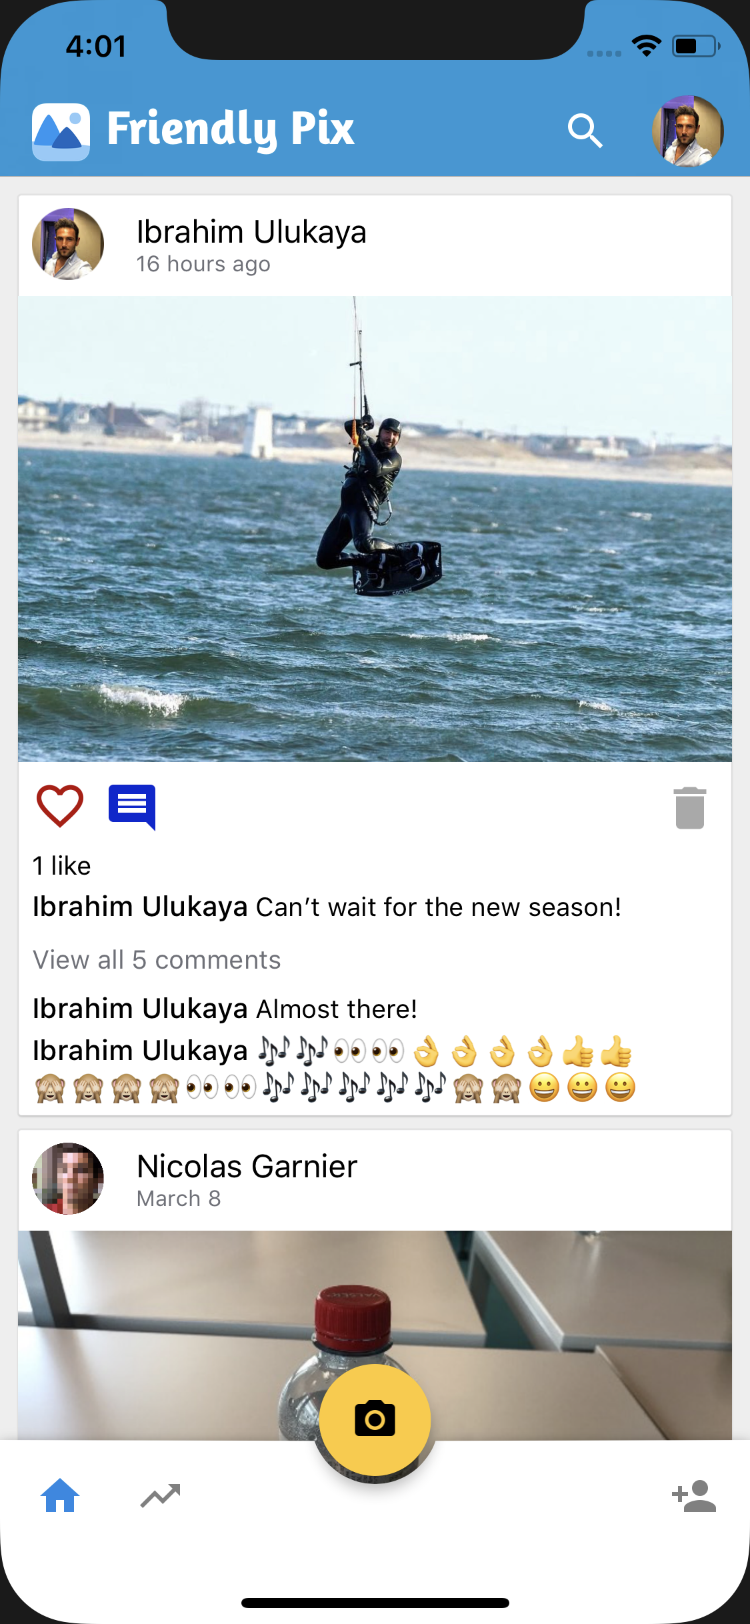 4:01
Friendly Pix
Ibrahim Ulukaya
16 hours ago
1 like
Ibrahim Ulukaya Can’t wait for the new season!
View all 5 comments
Ibrahim Ulukaya Almost there!
Ibrahim Ulukaya 🎶🎶👀👀👌👌👌👌👍👍
🙈🙈🙈🙈👀👀🎶🎶🎶🎶🎶🙈🙈😀😀😀
Nicolas Garnier
March 8